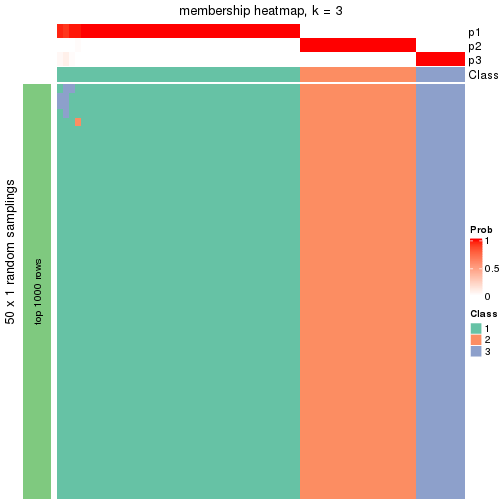 membership heatmap, k = 3
p1
p2
p3
Class
50 x 1 random samplings
top 1000 rows
Prob
1
0.5
0
Class
1
2
3